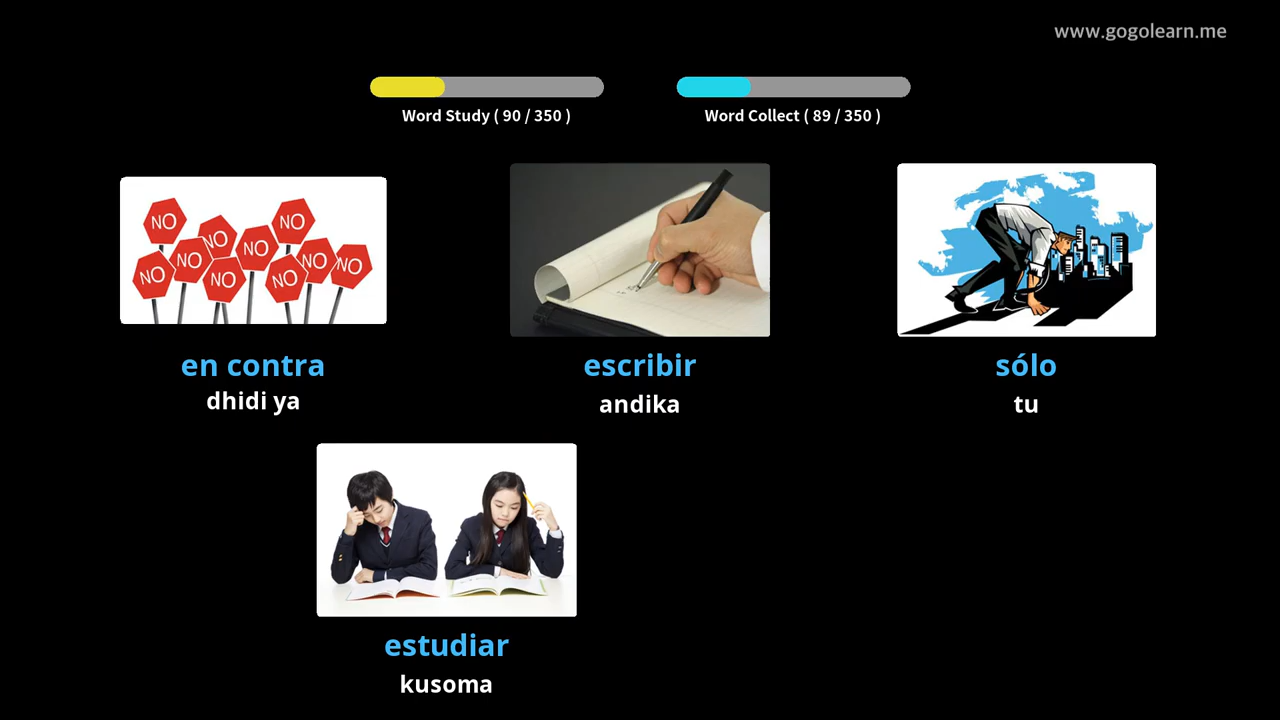 www.gogolearn.me
Word Study ( 90 / 350 )
Word Collect ( 89 / 350 )
NO
NO
NO
NO
NO
NO
NO
NO
NO
NO
en contra
dhidi ya
escribir
andika
sólo
tu
estudiar
kusoma